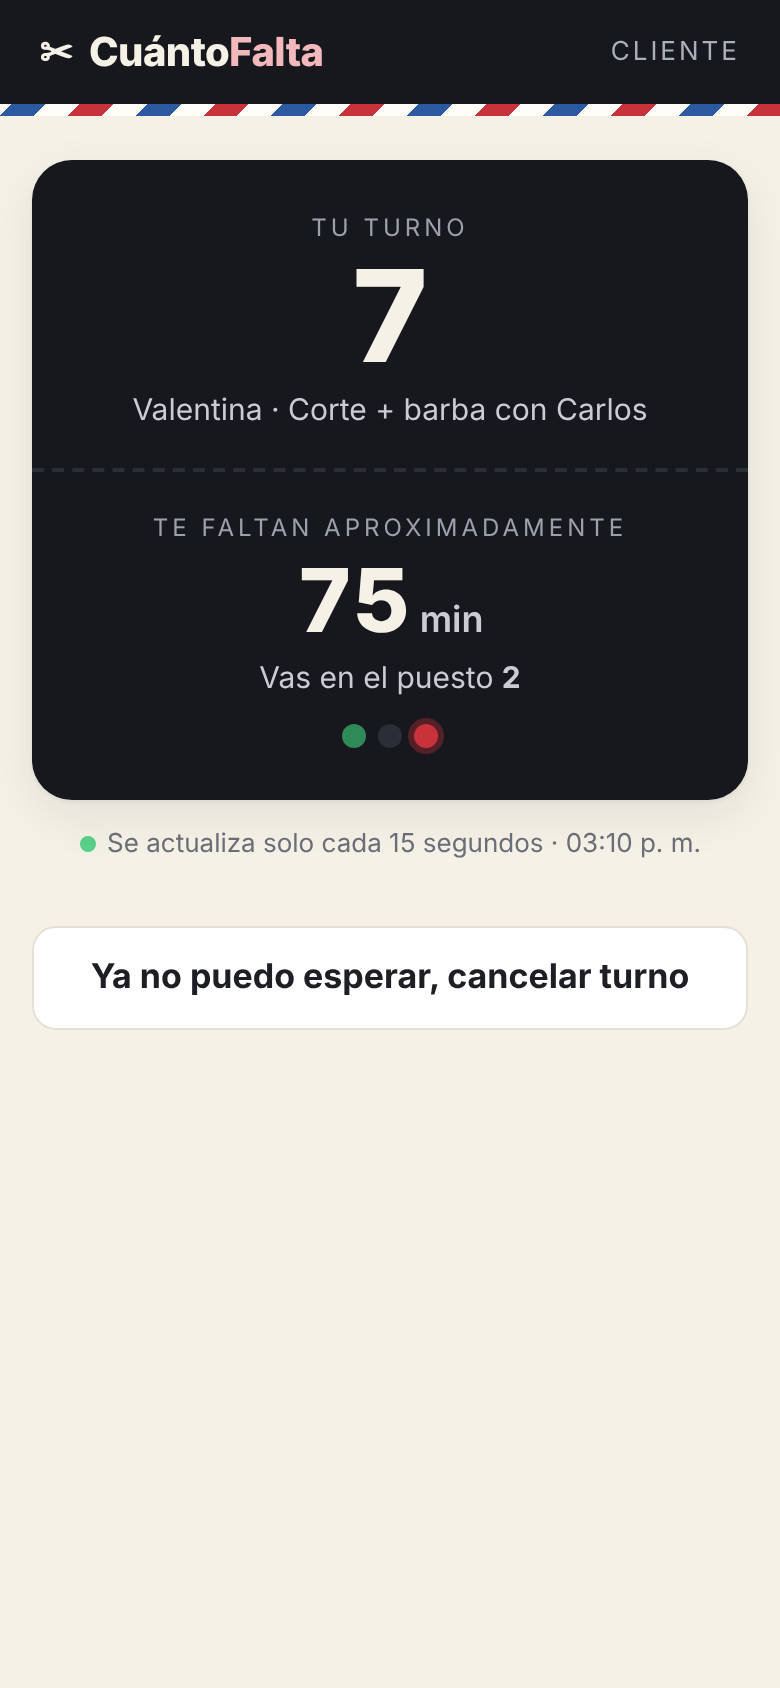 ✂ CuántoFalta
CLIENTE
TU TURNO
7
Valentina · Corte + barba con Carlos
TE FALTAN APROXIMADAMENTE
75 min
Vas en el puesto 2
Se actualiza solo cada 15 segundos · 03:10 p. m.
Ya no puedo esperar, cancelar turno